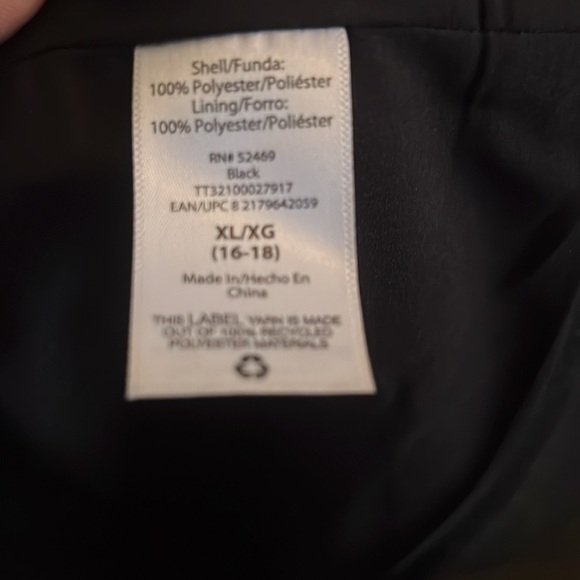 Shell/Funda:
100% Polyester/Poliéster
Lining/Forro:
100% Polyester/Poliéster
RN# 52469
Black
TT32100027917
EAN/UPC 8 2179642059
XL/XG
(16-18)
Made In/Hecho En
China
THIS LABEL YARN IS MADE
OUT OF 100% RECYCLED
POLYESTER MATERIALS